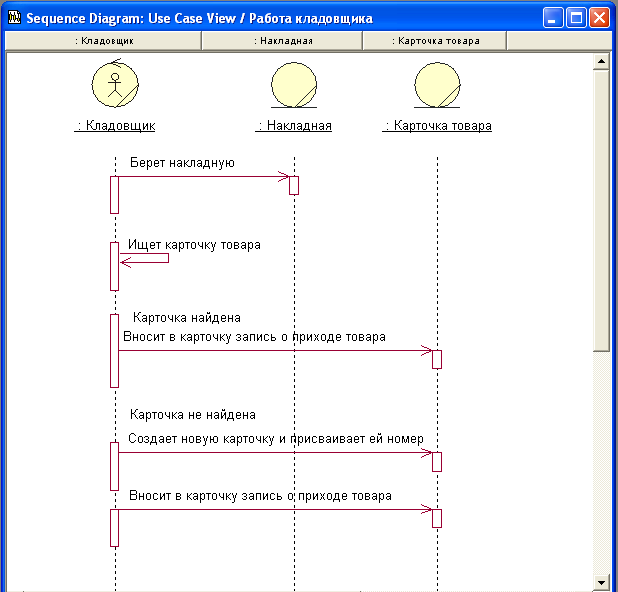 Sequence Diagram: Use Case View / Работа кладовщика
: Кладовщик : Накладная : Карточка товара
: Кладовщик : Накладная : Карточка товара
Берет накладную
Ищет карточку товара
Карточка найдена
Вносит в карточку запись о приходе товара
Карточка не найдена
Создает новую карточку и присваивает ей номер
Вносит в карточку запись о приходе товара